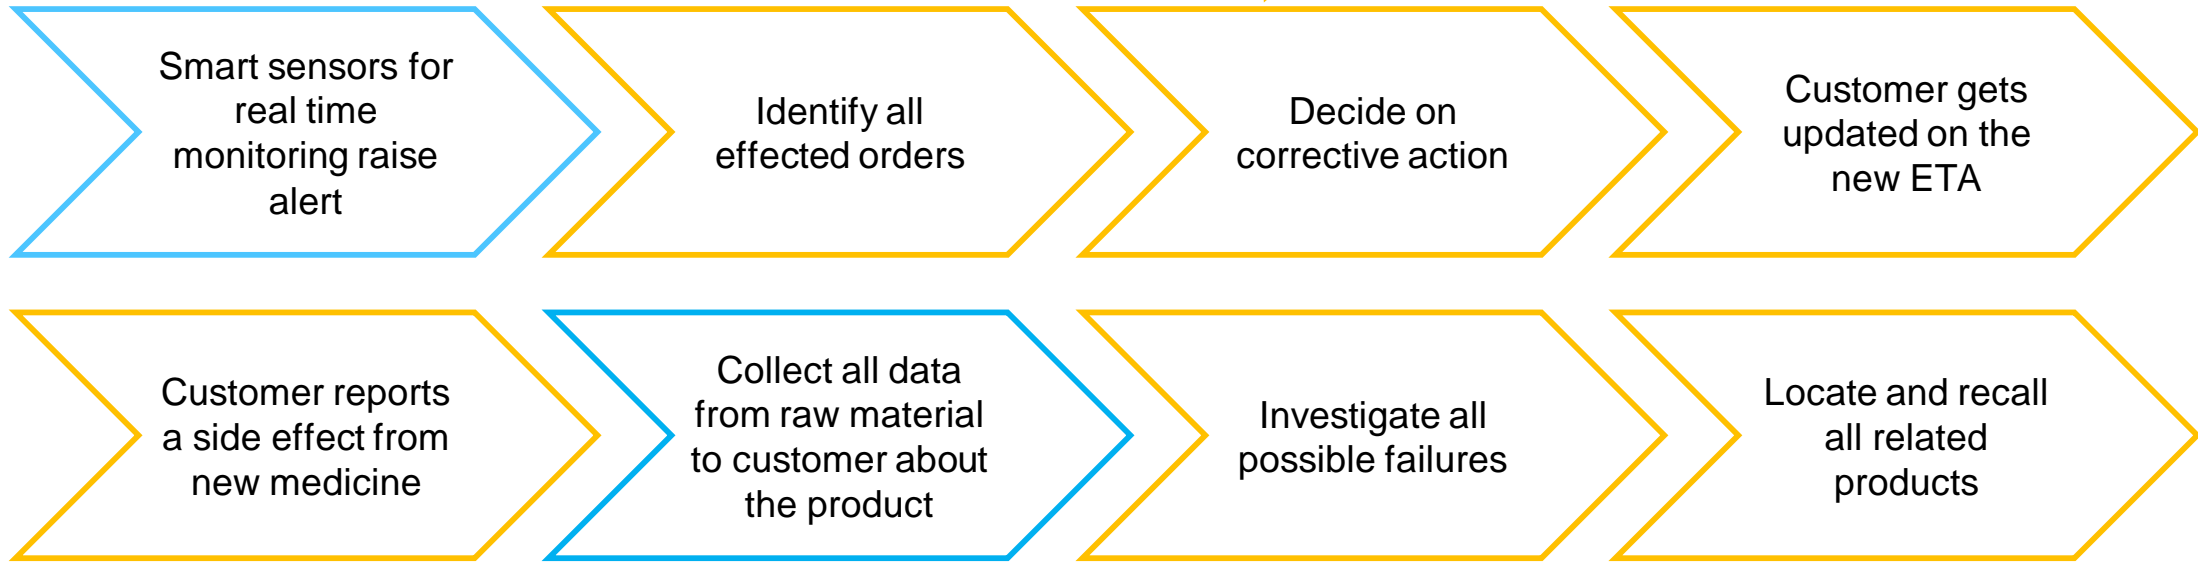 Smart sensors for
real time
monitoring raise
alert
Identify all
effected orders
Decide on
corrective action
Customer gets
updated on the
new ETA
Customer reports
a side effect from
new medicine
Collect all data
from raw material
to customer about
the product
Investigate all
possible failures
Locate and recall
all related
products